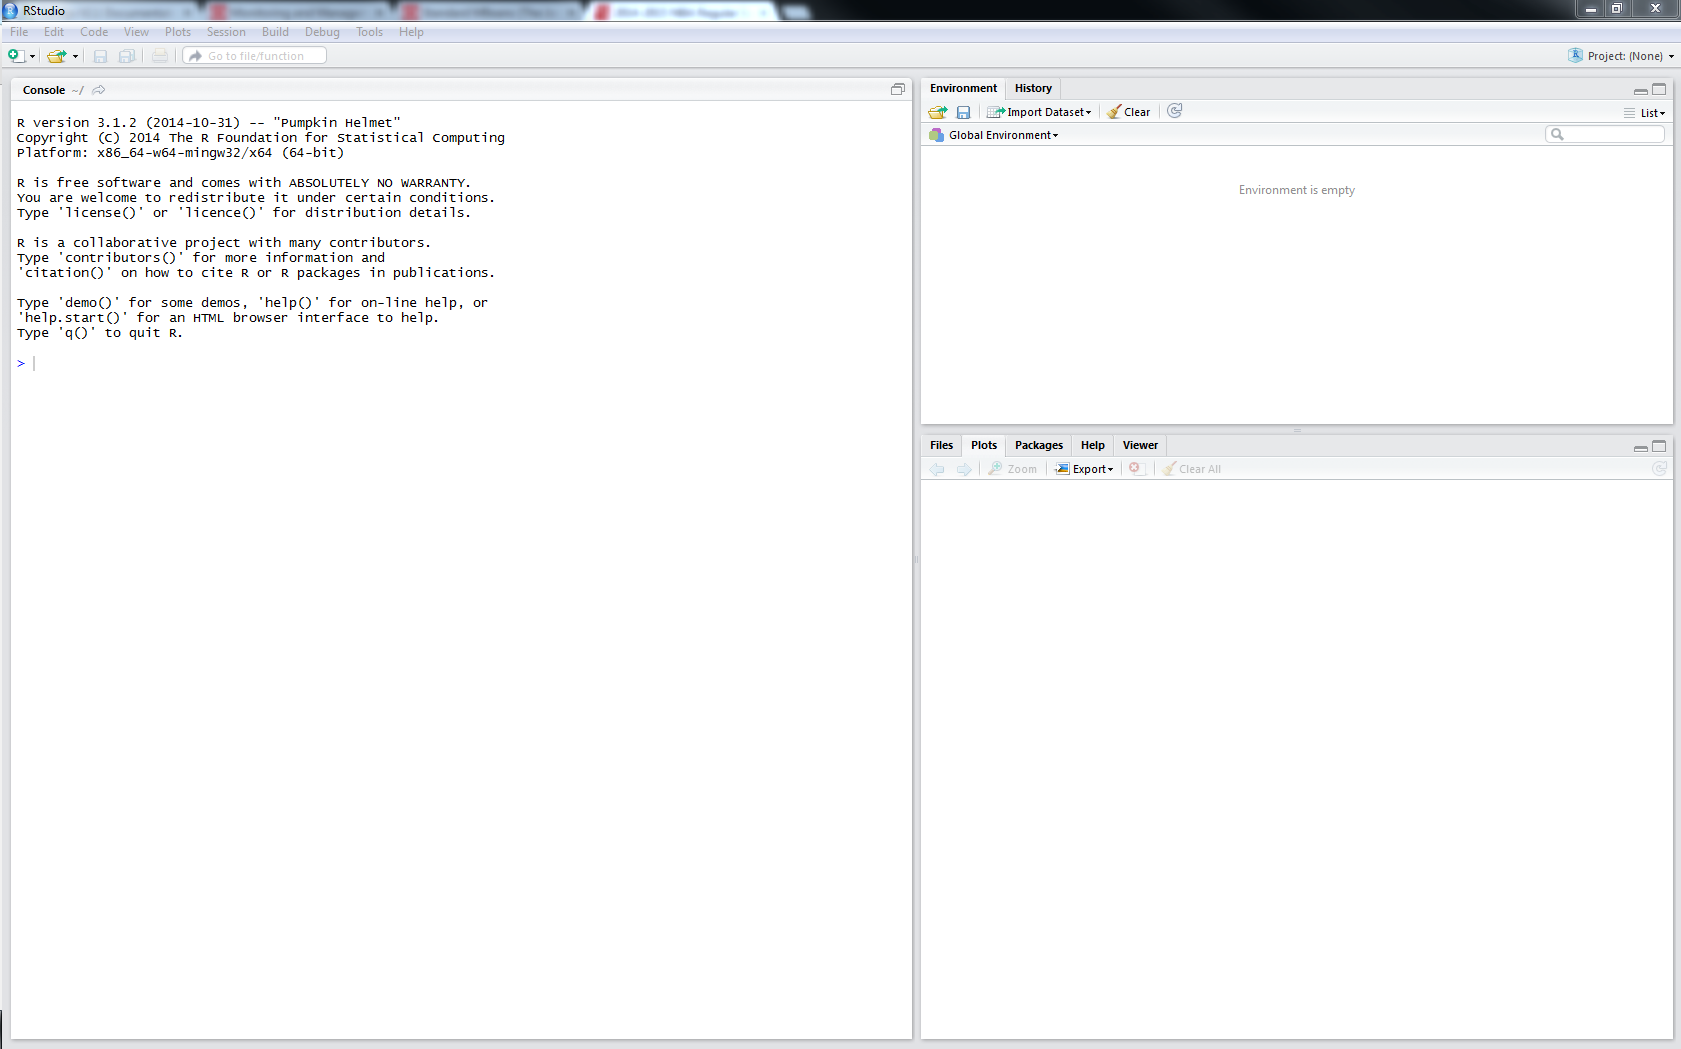 RStudio
File Edit Code View Plots Session Build Debug Tools Help
Go to file/function
Project: (None)
Console ~/
R version 3.1.2 (2014-10-31) -- "Pumpkin Helmet"
Copyright (C) 2014 The R Foundation for Statistical Computing
Platform: x86_64-w64-mingw32/x64 (64-bit)
R is free software and comes with ABSOLUTELY NO WARRANTY.
You are welcome to redistribute it under certain conditions.
Type 'license()' or 'licence()' for distribution details.
R is a collaborative project with many contributors.
Type 'contributors()' for more information and
'citation()' on how to cite R or R packages in publications.
Type 'demo()' for some demos, 'help()' for on-line help, or
'help.start()' for an HTML browser interface to help.
Type 'q()' to quit R.
>
Environment History
Import Dataset Clear List
Global Environment
Environment is empty
Files Plots Packages Help Viewer
Zoom Export Clear All